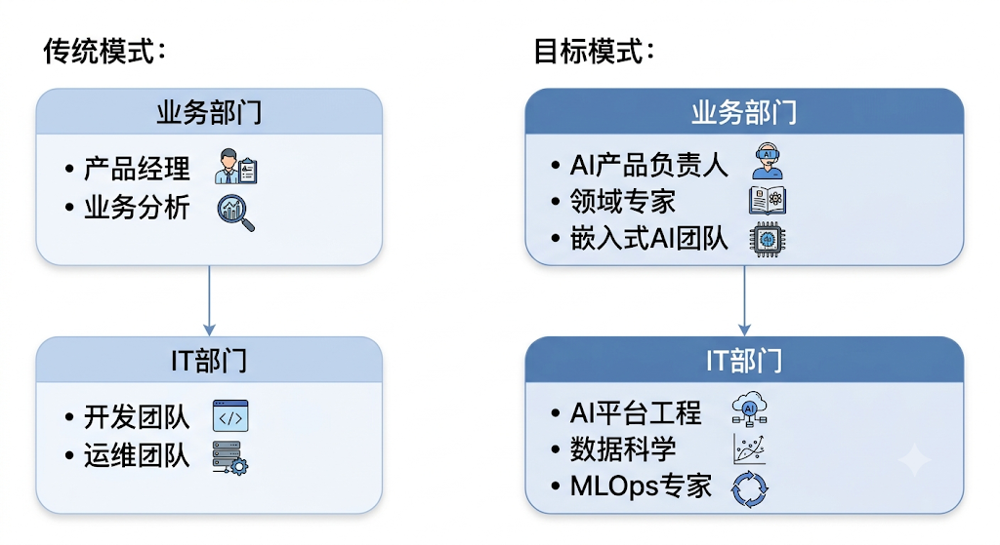 传统模式：
业务部门
• 产品经理
• 业务分析
IT部门
• 开发团队
• 运维团队
目标模式：
业务部门
• AI产品负责人
AI
• 领域专家
• 嵌入式AI团队
AI
IT部门
• AI平台工程
AI
• 数据科学
• MLOps专家